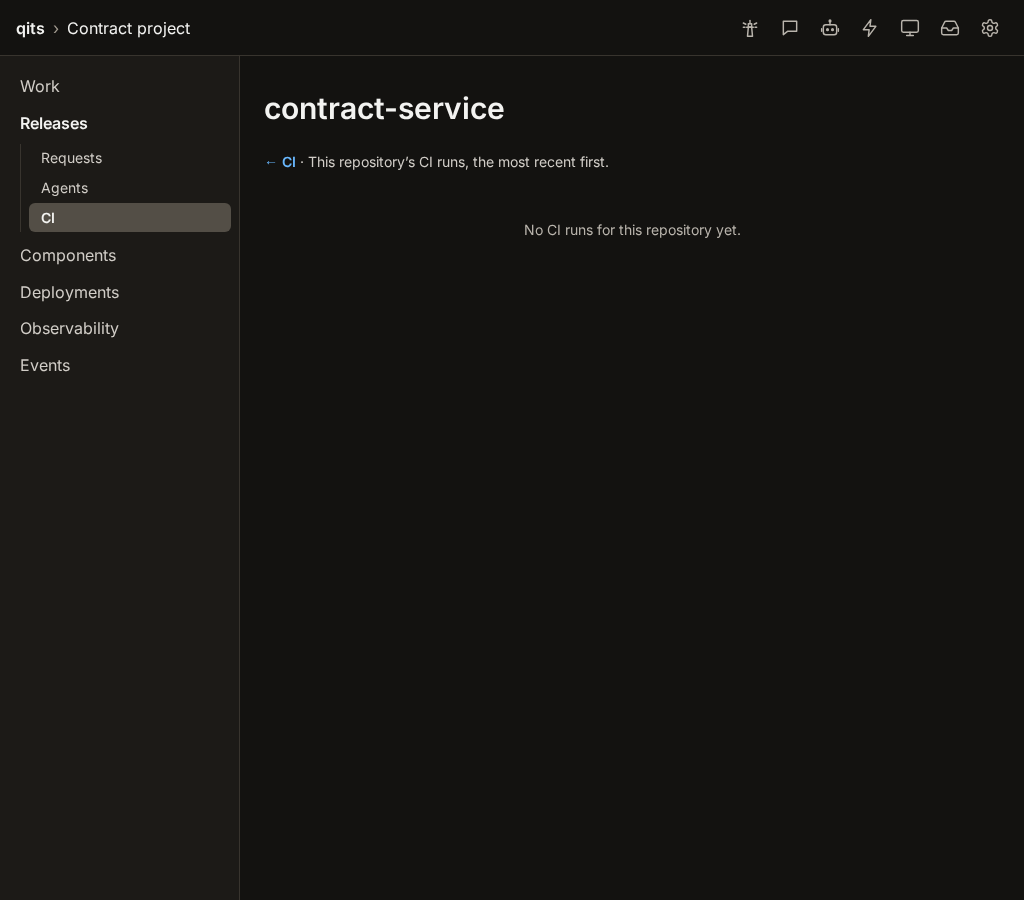 qits › Contract project
Work
Releases
Requests
Agents
CI
Components
Deployments
Observability
Events
contract-service
← CI · This repository’s CI runs, the most recent first.
No CI runs for this repository yet.